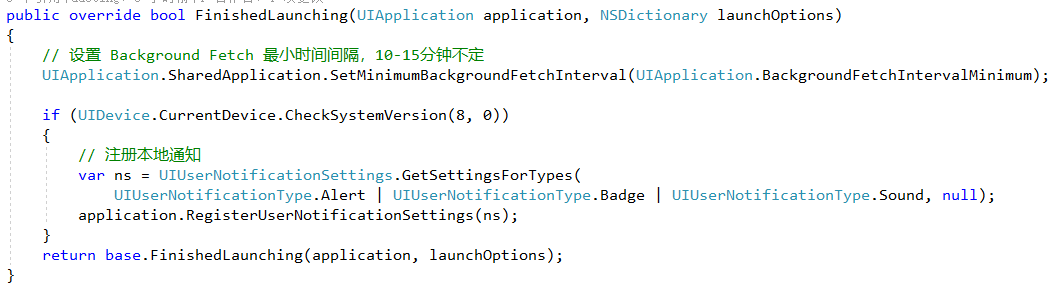 public override bool FinishedLaunching(UIApplication application, NSDictionary launchOptions)
{
// 设置 Background Fetch 最小时间间隔，10-15分钟不定
UIApplication.SharedApplication.SetMinimumBackgroundFetchInterval(UIApplication.BackgroundFetchIntervalMinimum);
if (UIDevice.CurrentDevice.CheckSystemVersion(8, 0))
{
// 注册本地通知
var ns = UIUserNotificationSettings.GetSettingsForTypes(
UIUserNotificationType.Alert | UIUserNotificationType.Badge | UIUserNotificationType.Sound, null);
application.RegisterUserNotificationSettings(ns);
}
return base.FinishedLaunching(application, launchOptions);
}